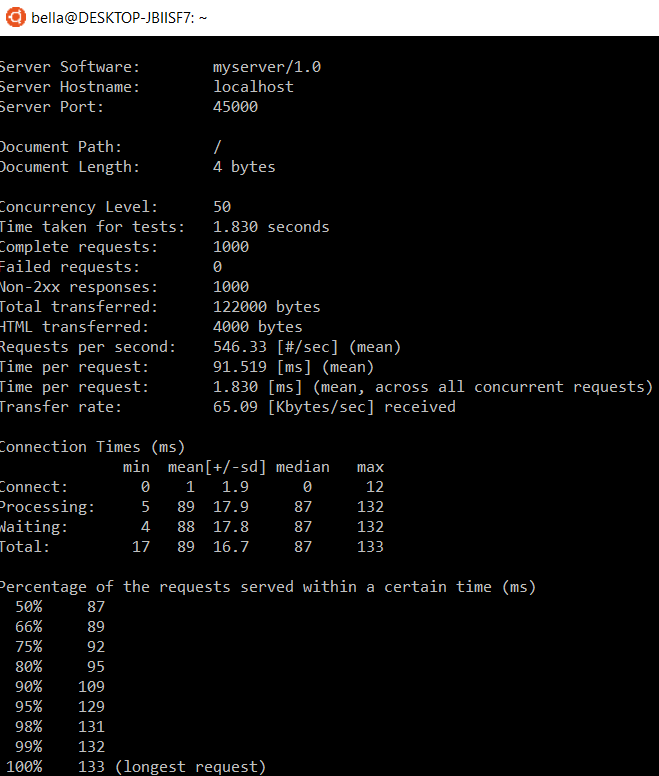 bella@DESKTOP-JBIISF7: ~
Server Software:        myserver/1.0
Server Hostname:        localhost
Server Port:            45000

Document Path:          /
Document Length:        4 bytes

Concurrency Level:      50
Time taken for tests:   1.830 seconds
Complete requests:      1000
Failed requests:        0
Non-2xx responses:      1000
Total transferred:      122000 bytes
HTML transferred:       4000 bytes
Requests per second:    546.33 [#/sec] (mean)
Time per request:       91.519 [ms] (mean)
Time per request:       1.830 [ms] (mean, across all concurrent requests)
Transfer rate:          65.09 [Kbytes/sec] received

Connection Times (ms)
              min  mean[+/-sd] median   max
Connect:        0    1   1.9      0      12
Processing:     5   89  17.9     87     132
Waiting:        4   88  17.8     87     132
Total:         17   89  16.7     87     133

Percentage of the requests served within a certain time (ms)
  50%     87
  66%     89
  75%     92
  80%     95
  90%    109
  95%    129
  98%    131
  99%    132
 100%    133 (longest request)